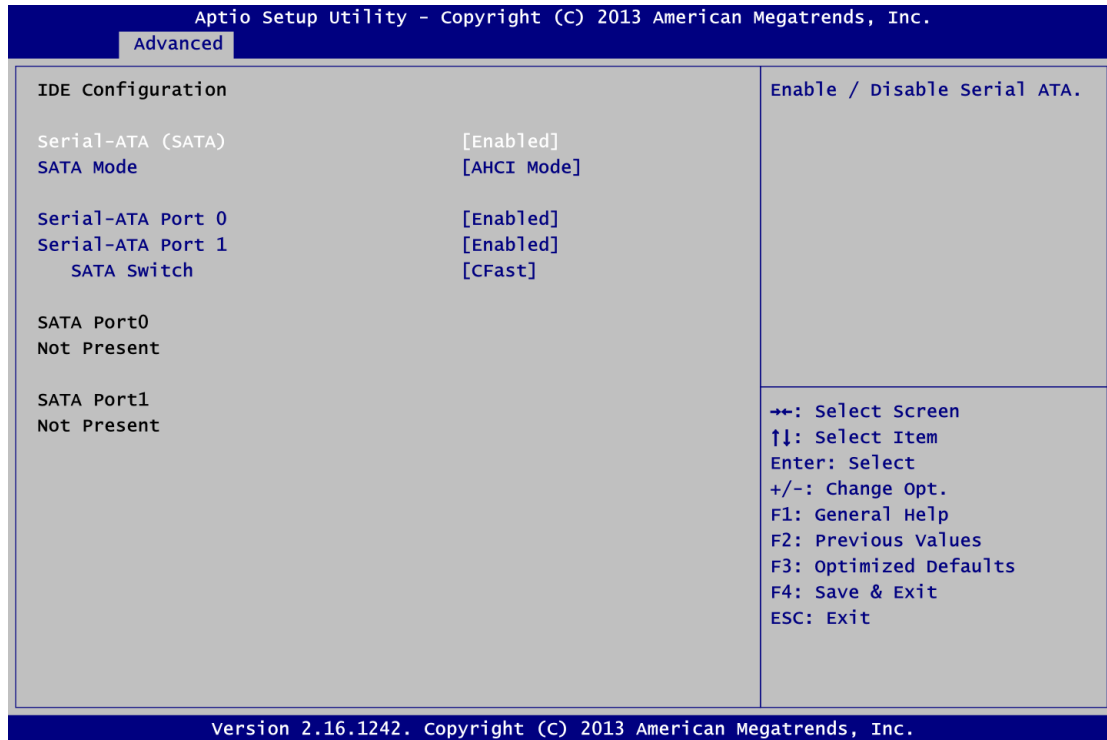 Aptio Setup Utility - Copyright (C) 2013 American Megatrends, Inc.
Advanced
IDE Configuration
Serial-ATA (SATA) [Enabled]
SATA Mode [AHCI Mode]
Serial-ATA Port 0 [Enabled]
Serial-ATA Port 1 [Enabled]
SATA Switch [CFast]
SATA Port0
Not Present
SATA Port1
Not Present
Enable / Disable Serial ATA.
→←: Select Screen
↑↓: Select Item
Enter: Select
+/-: Change Opt.
F1: General Help
F2: Previous Values
F3: Optimized Defaults
F4: Save & Exit
ESC: Exit
Version 2.16.1242. Copyright (C) 2013 American Megatrends, Inc.